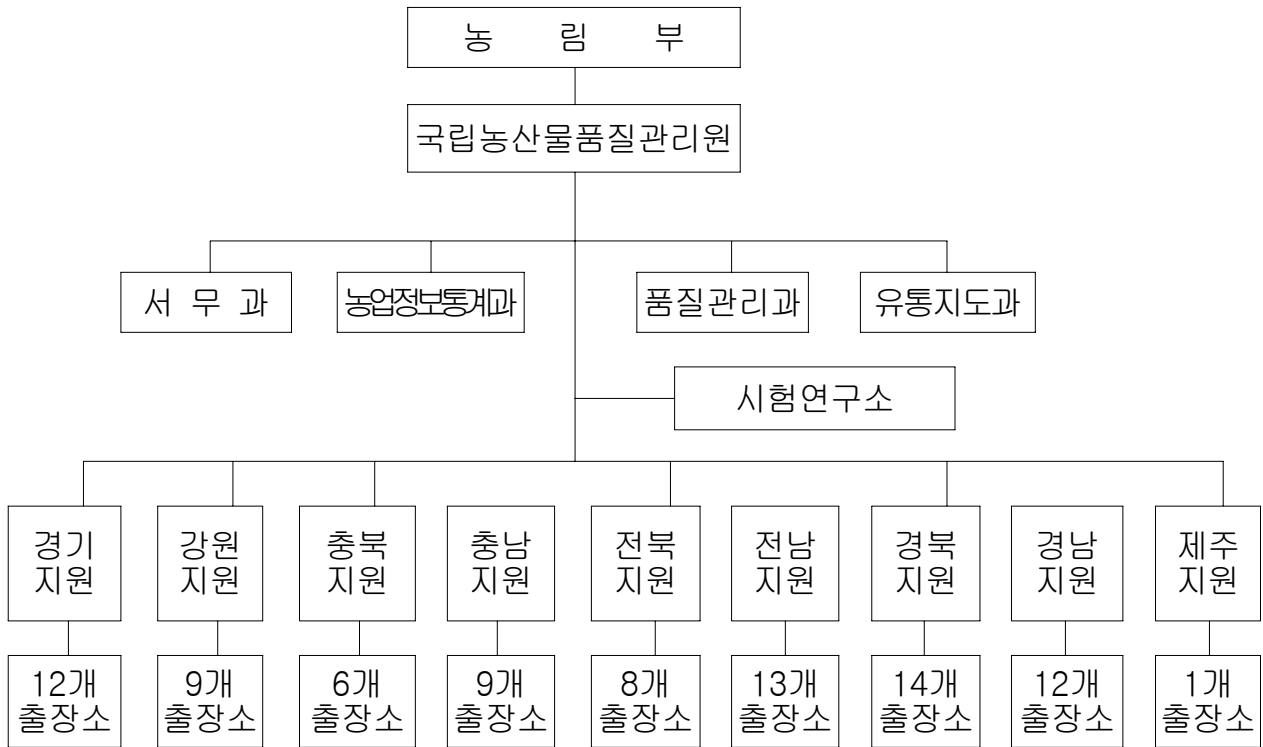 농 림 부
국립농산물품질관리원
서 무 과
농업정보통계과
품질관리과
유통지도과
시험연구소
경기
지원
강원
지원
충북
지원
충남
지원
전북
지원
전남
지원
경북
지원
경남
지원
제주
지원
12개
출장소
9개
출장소
6개
출장소
9개
출장소
8개
출장소
13개
출장소
14개
출장소
12개
출장소
1개
출장소